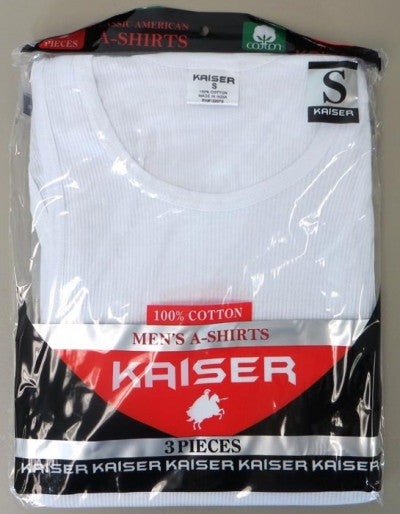 CLASSIC AMERICAN
PIECES A-SHIRTS
cotton
KAISER
S
100% COTTON
MADE IN INDIA
S
KAISER
100% COTTON
MEN'S A-SHIRTS
KAISER
3 PIECES
KAISER KAISER KAISER KAISER KAISER